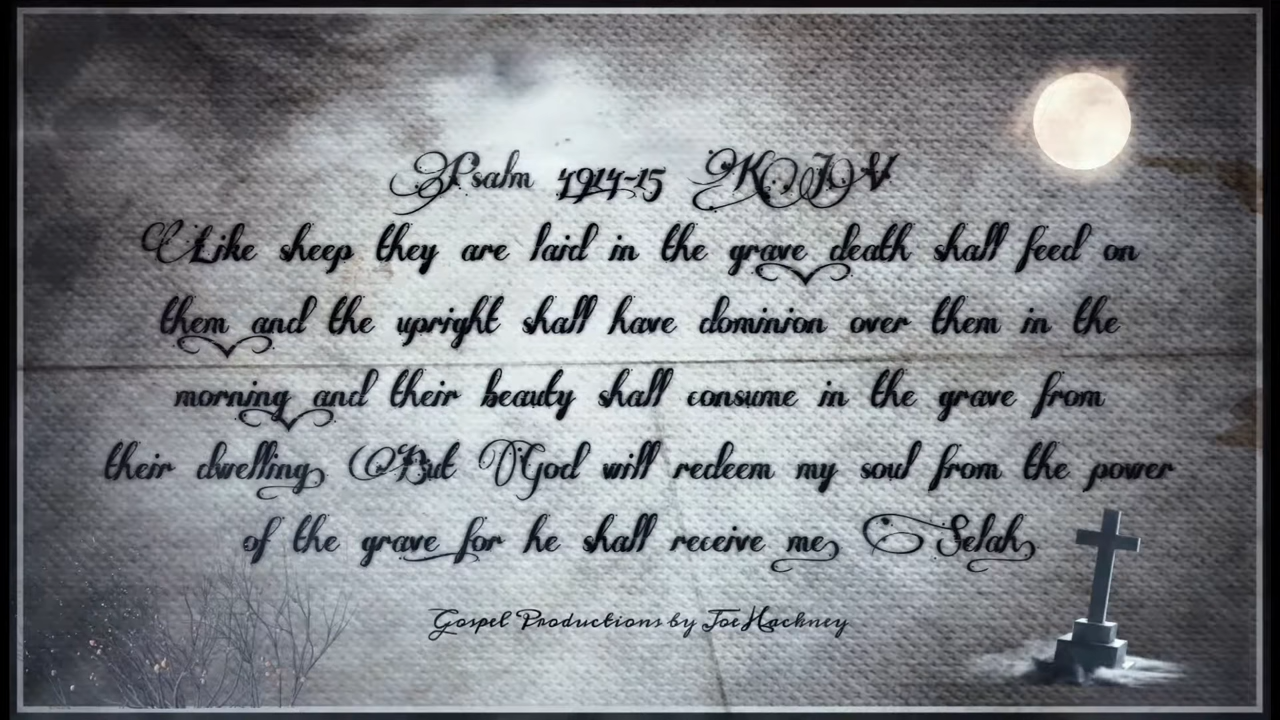 Psalm 4914-15 KJV
Like sheep they are laid in the grave death shall feed on
them and the upright shall have dominion over them in the
morning and their beauty shall consume in the grave from
their dwelling But God will redeem my soul from the power
of the grave for he shall receive me Selah
Gospel Productions by Joe Hackney